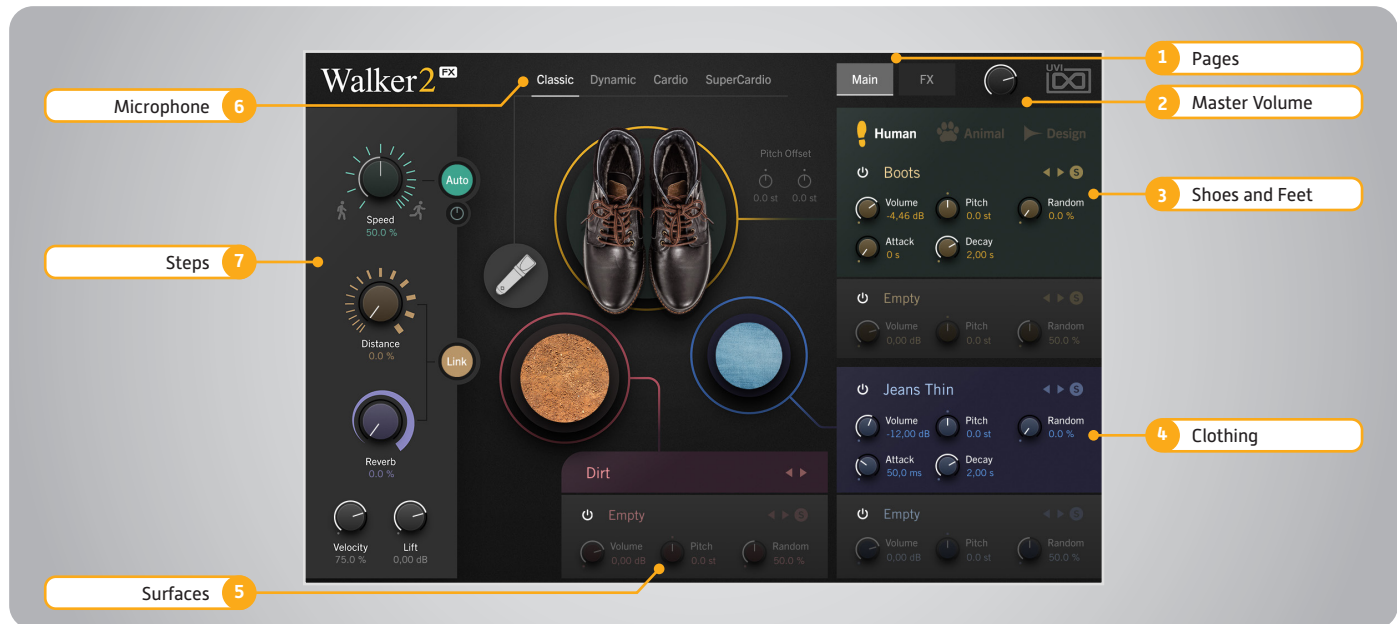 1 Pages
Walker2 FX
Classic Dynamic Cardio SuperCardio
Main FX
UVI
Microphone 6
2 Master Volume
Human Animal Design
Pitch Offset
0.0 st 0.0 st
Boots S
Auto
Volume Pitch Random
-4,46 dB 0.0 st 0.0 %
3 Shoes and Feet
Speed
50.0 %
Attack Decay
0 s 2,00 s
Steps 7
Empty S
Volume Pitch Random
0,00 dB 0.0 st 50.0 %
Distance
0.0 %
Link
Jeans Thin S
Volume Pitch Random
-12,00 dB 0.0 st 0.0 %
4 Clothing
Attack Decay
50,0 ms 2,00 s
Reverb
0.0 %
Dirt
Empty S
Volume Pitch Random
0,00 dB 0.0 st 50.0 %
Empty S
Volume Pitch Random
0,00 dB 0.0 st 50.0 %
Velocity Lift
75.0 % 0,00 dB
Surfaces 5